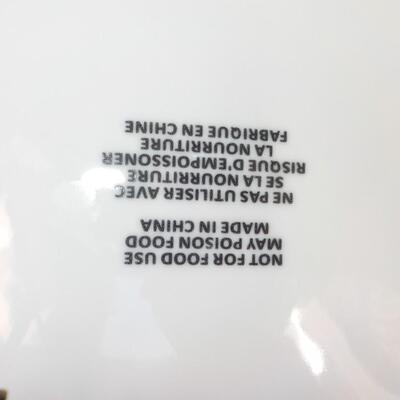 NOT FOR FOOD USE
MAY POISON FOOD
MADE IN CHINA
NE PAS UTILISER AVEC
SE LA NOURRITURE
RISQUE D'EMPOISSONER
LA NOURRITURE
FABRIQUE EN CHINE